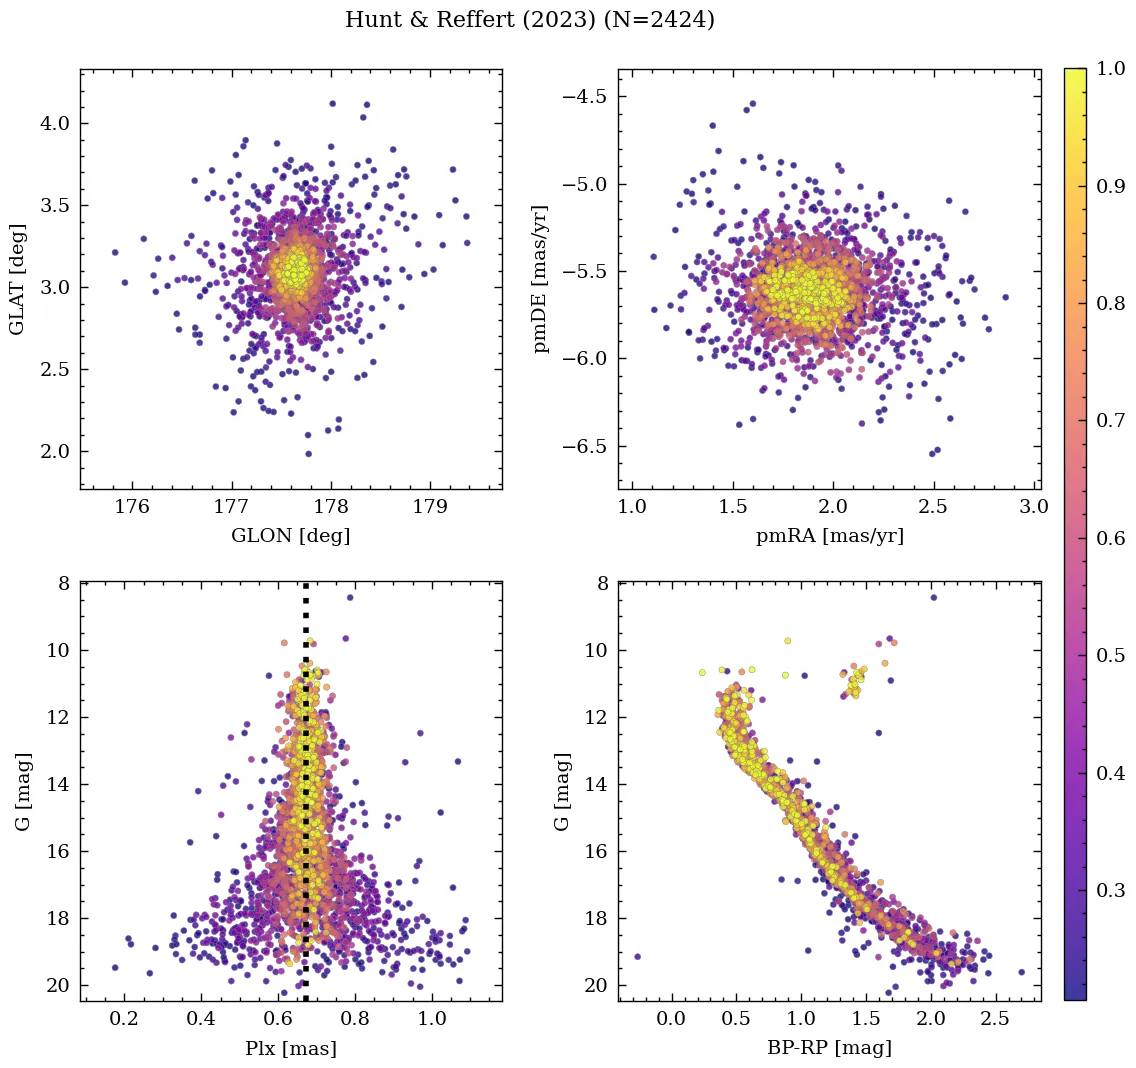 Hunt & Reffert (2023) (N=2424)
4.0
3.5
3.0
2.5
2.0
GLAT [deg]
176 177 178 179
GLON [deg]
−4.5
−5.0
−5.5
−6.0
−6.5
pmDE [mas/yr]
1.0 1.5 2.0 2.5 3.0
pmRA [mas/yr]
1.0
0.9
0.8
0.7
0.6
0.5
0.4
0.3
8
10
12
14
16
18
20
G [mag]
0.2 0.4 0.6 0.8 1.0
Plx [mas]
8
10
12
14
16
18
20
G [mag]
0.0 0.5 1.0 1.5 2.0 2.5
BP-RP [mag]